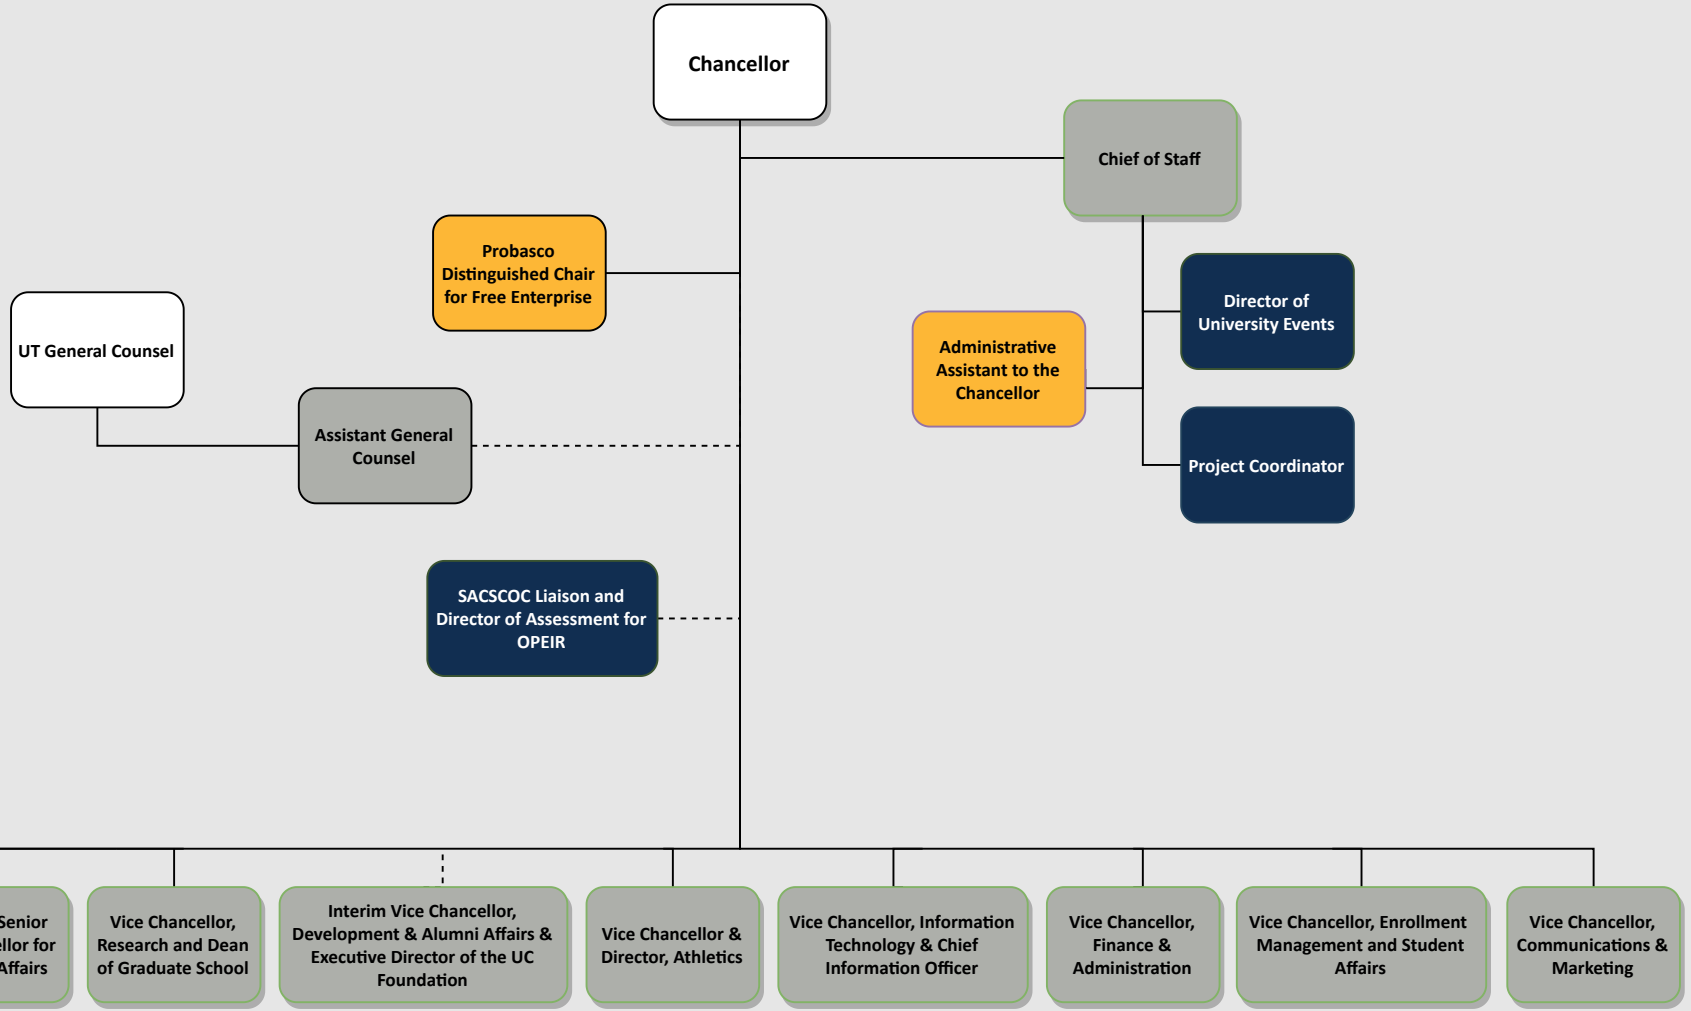 Chancellor
Chief of Staff
Probasco
Distinguished Chair
for Free Enterprise
Director of
University Events
UT General Counsel
Administrative
Assistant to the
Chancellor
Assistant General
Counsel
Project Coordinator
SACSCOC Liaison and
Director of Assessment for
OPEIR
Senior
ellor for
Affairs
Vice Chancellor,
Research and Dean
of Graduate School
Interim Vice Chancellor,
Development & Alumni Affairs &
Executive Director of the UC
Foundation
Vice Chancellor &
Director, Athletics
Vice Chancellor, Information
Technology & Chief
Information Officer
Vice Chancellor,
Finance &
Administration
Vice Chancellor, Enrollment
Management and Student
Affairs
Vice Chancellor,
Communications &
Marketing